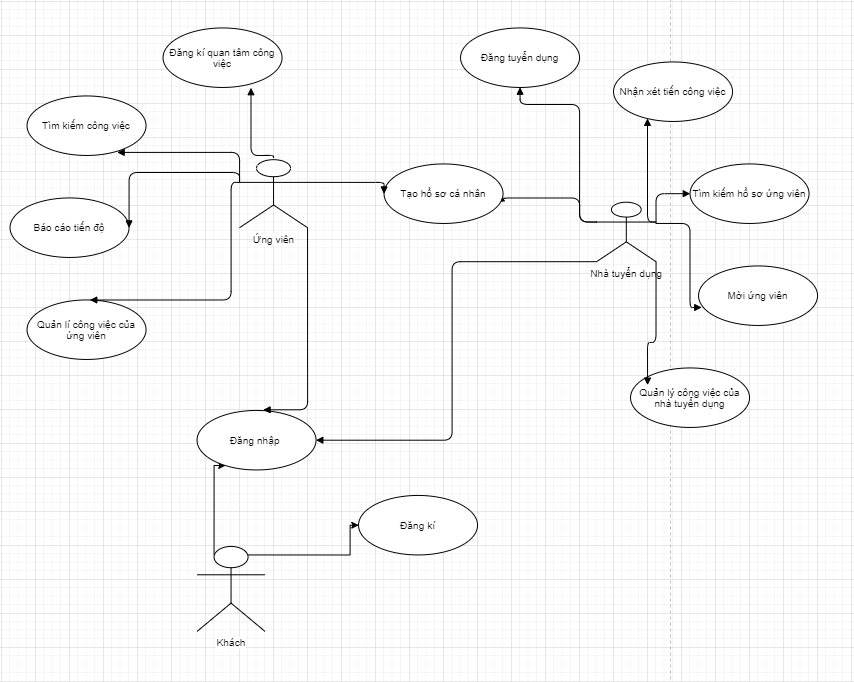 Đăng kí quan tâm công
việc
Đăng tuyển dụng
Nhận xét tiến công việc
Tìm kiếm công việc
Tạo hồ sơ cá nhân
Tìm kiếm hồ sơ ứng viên
Báo cáo tiến độ
Ứng viên
Nhà tuyển dụng
Mời ứng viên
Quản lí công việc của
ứng viên
Quản lý công việc của
nhà tuyển dụng
Đăng nhập
Đăng kí
Khách